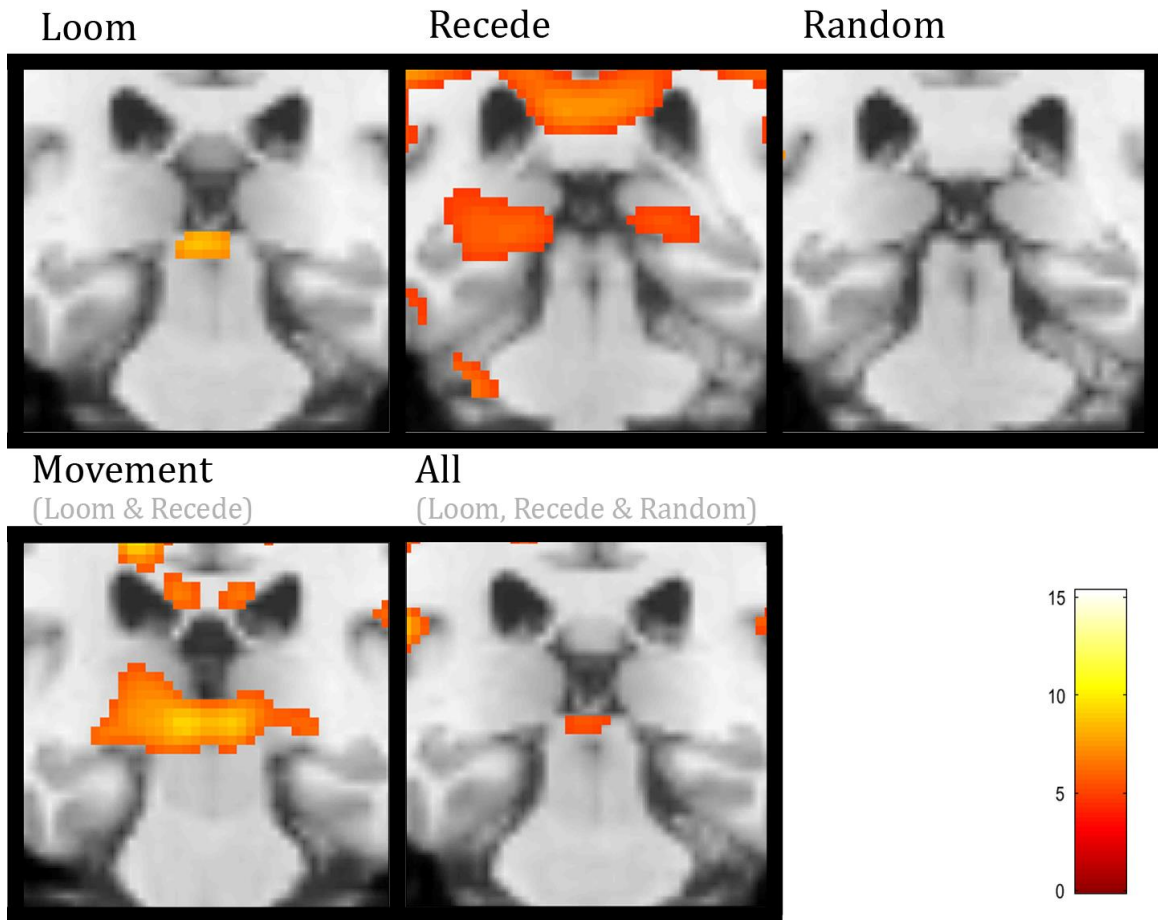 Loom
Recede
Random
Movement
(Loom & Recede)
All
(Loom, Recede & Random)
15
10
5
0